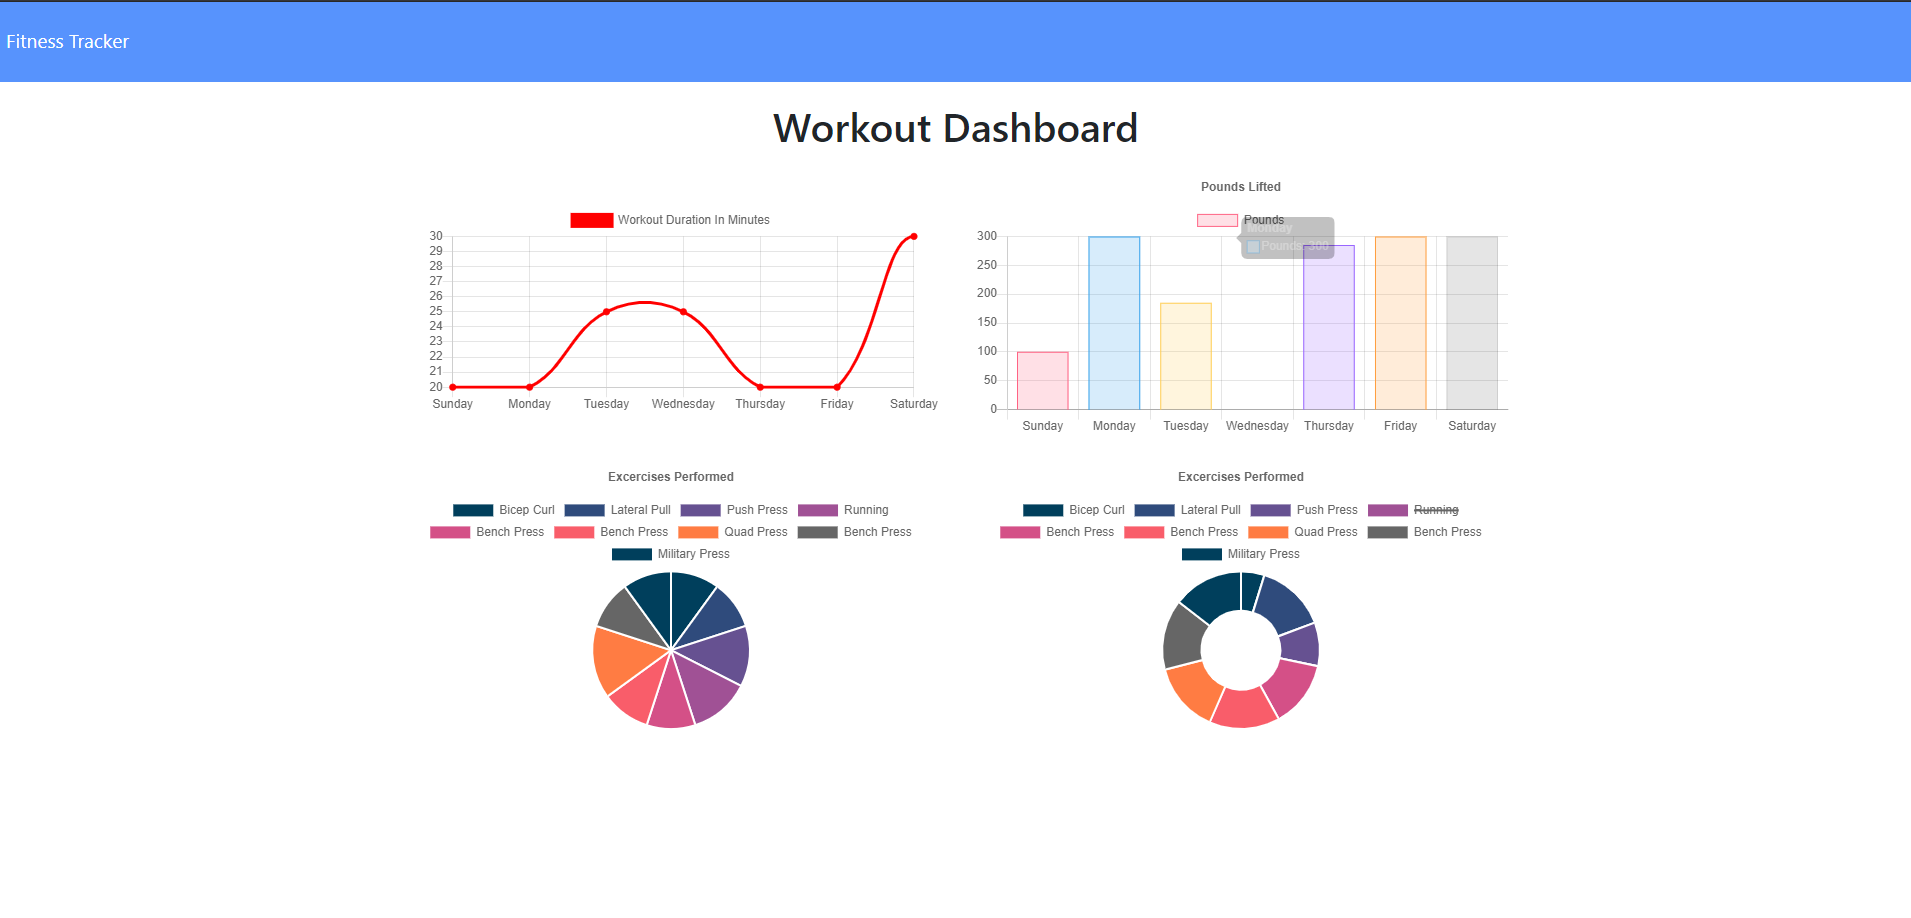 Fitness Tracker
Workout Dashboard
Workout Duration In Minutes
30
29
28
27
26
25
24
23
22
21
20
Sunday Monday Tuesday Wednesday Thursday Friday Saturday
Pounds Lifted
Pounds
Monday
Pounds: 300
300
250
200
150
100
50
0
Sunday Monday Tuesday Wednesday Thursday Friday Saturday
Excercises Performed
Bicep Curl Lateral Pull Push Press Running
Bench Press Bench Press Quad Press Bench Press
Military Press
Excercises Performed
Bicep Curl Lateral Pull Push Press Running
Bench Press Bench Press Quad Press Bench Press
Military Press